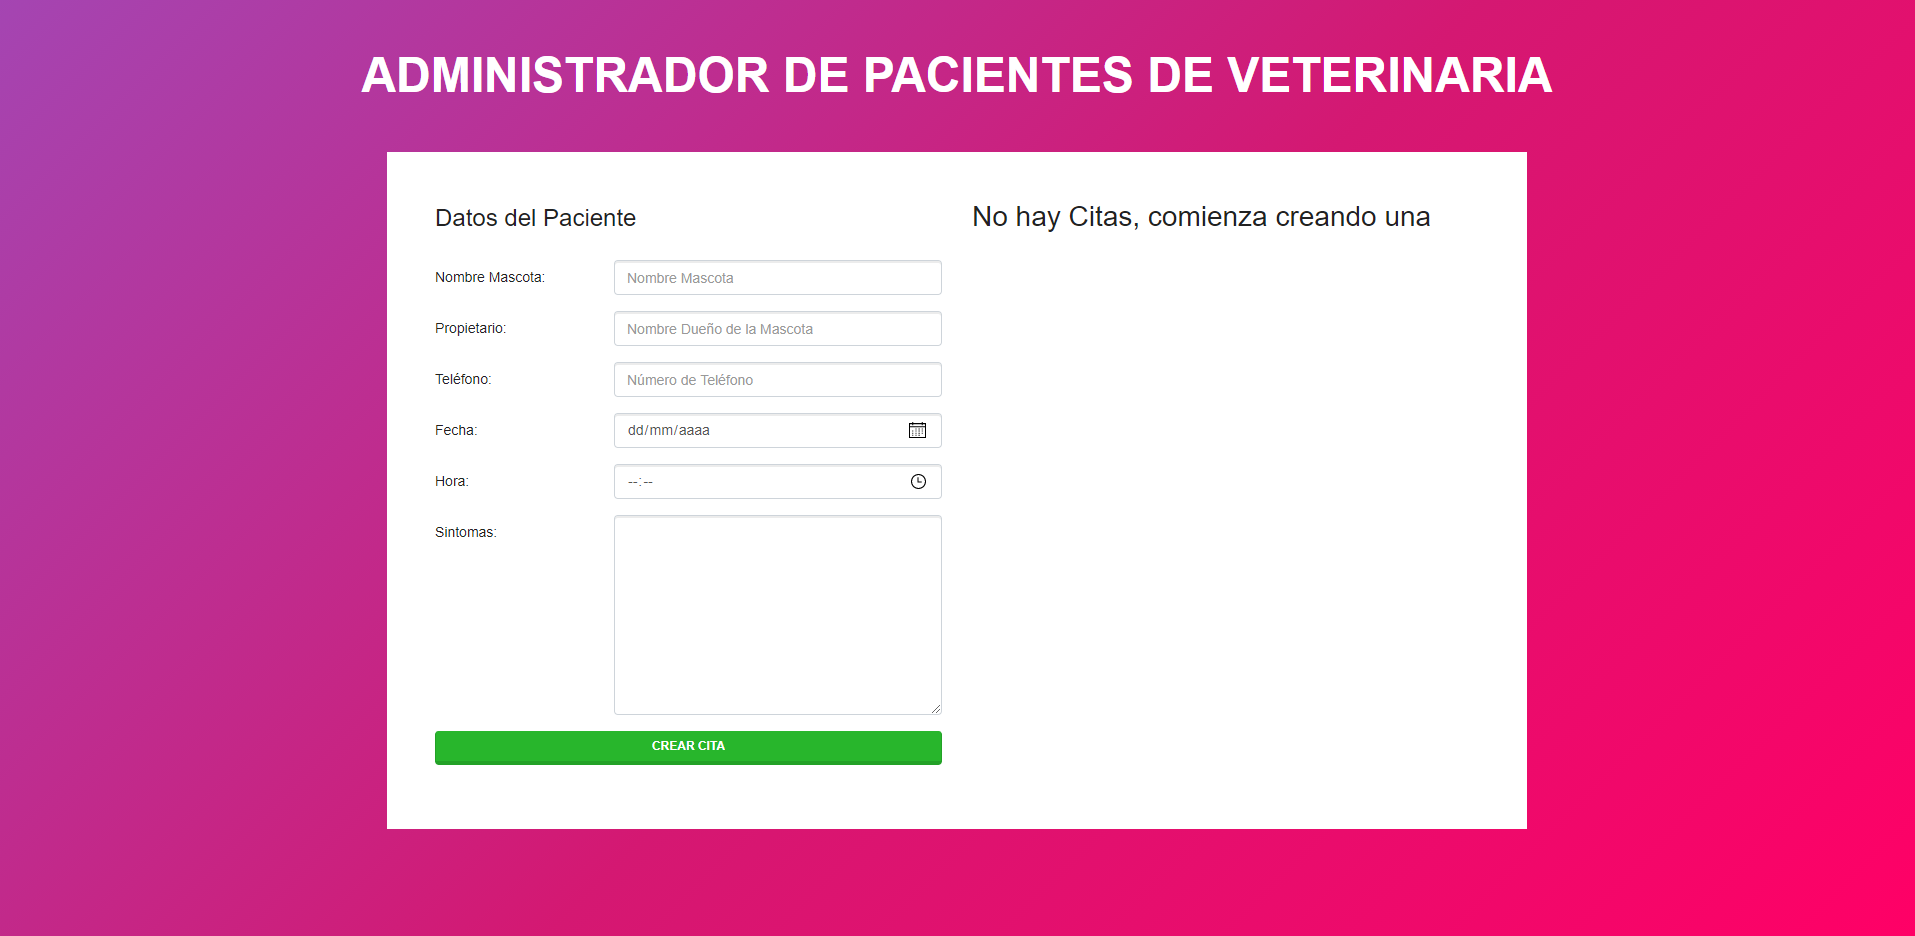 ADMINISTRADOR DE PACIENTES DE VETERINARIA
Datos del Paciente
Nombre Mascota:
Nombre Mascota
Propietario:
Nombre Dueño de la Mascota
Teléfono:
Número de Teléfono
Fecha:
dd/mm/aaaa
Hora:
--:--
Sintomas:
CREAR CITA
No hay Citas, comienza creando una